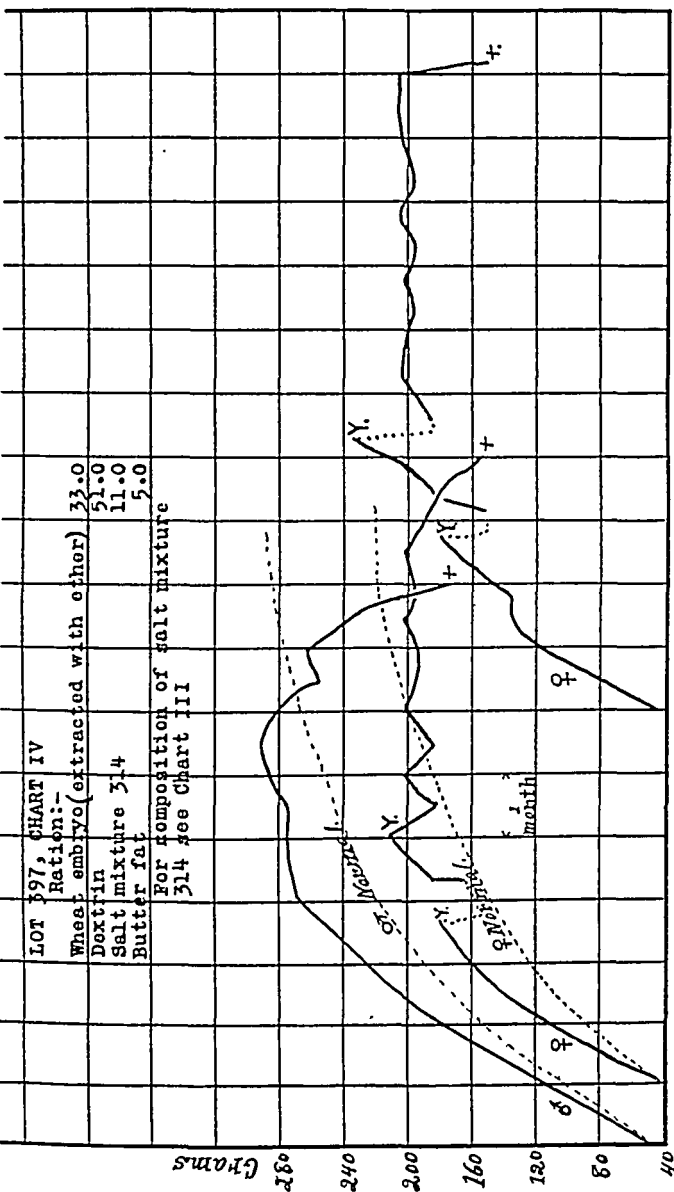 LOT 397, CHART IV
Ration:-
Wheat embryo(extracted with ether) 33.0
Dextrin 51.0
Salt mixture 314 11.0
Butter fat 5.0
For composition of salt mixture
314 see Chart III
Grams
280
240
200
160
120
80
40
♂ Normal.
♀ Normal.
♂
♀
♀
Y.
Y.
Y
Y.
+
+
+.
1
month